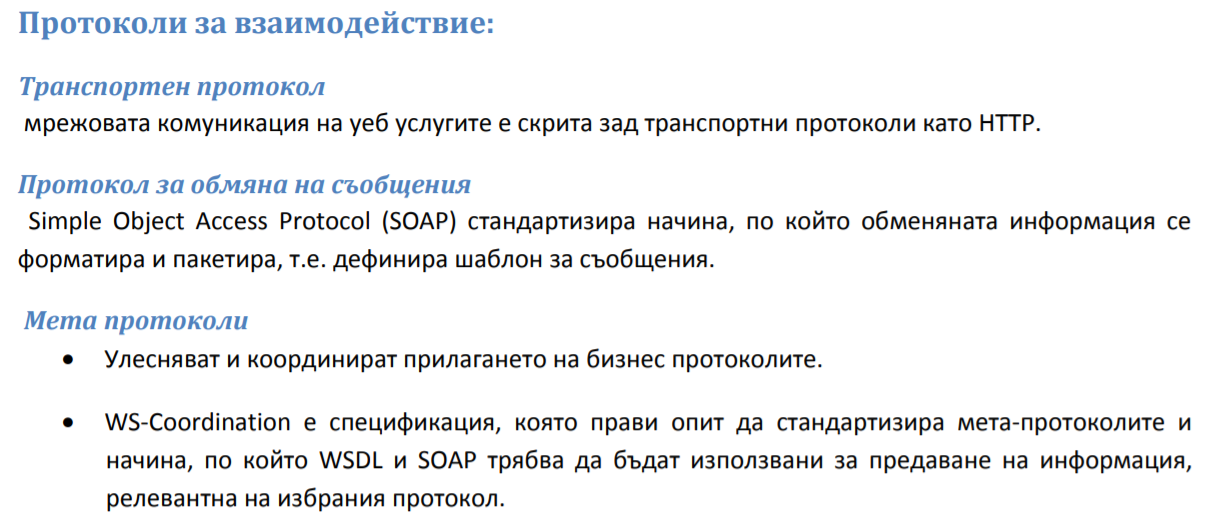 Протоколи за взаимодействие:
Транспортен протокол
мрежовата комуникация на уеб услугите е скрита зад транспортни протоколи като HTTP.
Протокол за обмяна на съобщения
Simple Object Access Protocol (SOAP) стандартизира начина, по който обменяната информация се
форматира и пакетира, т.е. дефинира шаблон за съобщения.
Мета протоколи
• Улесняват и координират прилагането на бизнес протоколите.
• WS-Coordination е спецификация, която прави опит да стандартизира мета-протоколите и
начина, по който WSDL и SOAP трябва да бъдат използвани за предаване на информация,
релевантна на избрания протокол.